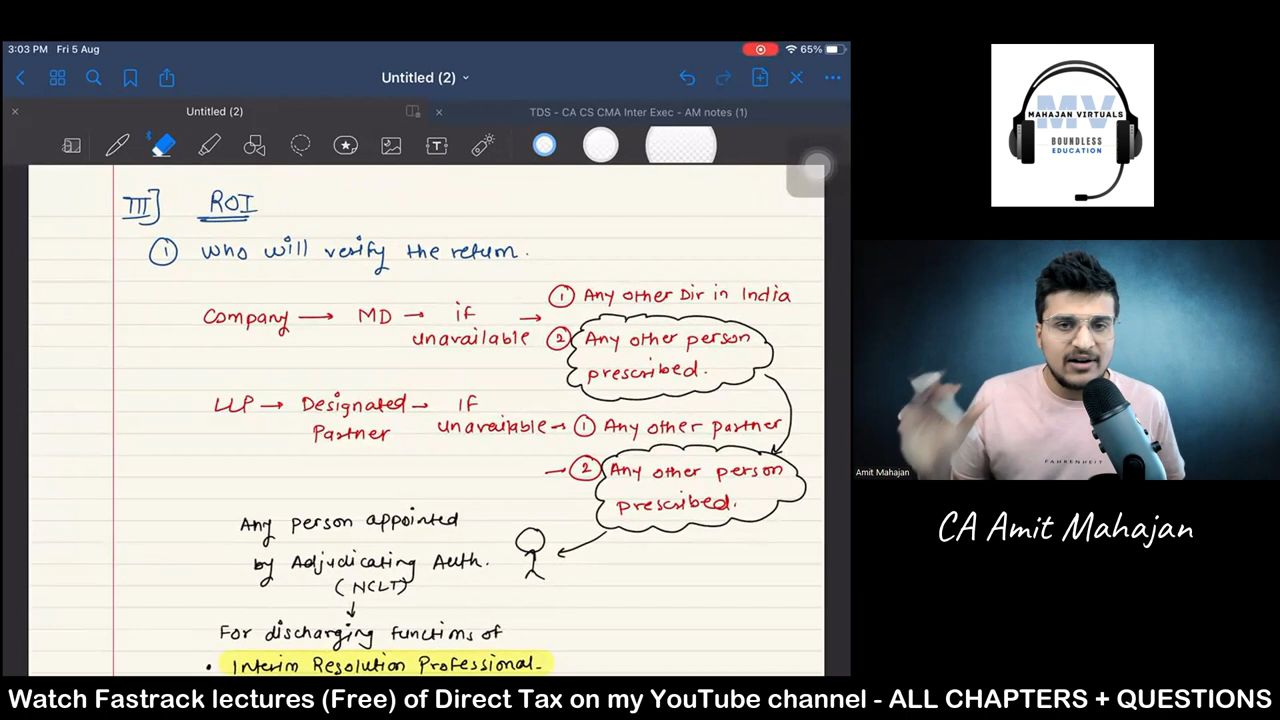 3:03 PM Fri 5 Aug
65%
Untitled (2)
Untitled (2)
TDS - CA CS CMA Inter Exec - AM notes (1)
III] ROI
① Who will verify the return.
Company → MD → if unavailable →
① Any other Dir in India
② Any other person
prescribed.
LLP → Designated Partner → IF unavailable →
① Any other partner
→ ② Any other person
prescribed.
Any person appointed
by Adjudicating Auth.
(NCLT)
↓
For discharging functions of
• Interim Resolution Professional.
MV
MAHAJAN VIRTUALS
BOUNDLESS
EDUCATION
FAHRENHEIT
Amit Mahajan
CA Amit Mahajan
Watch Fastrack lectures (Free) of Direct Tax on my YouTube channel - ALL CHAPTERS + QUESTIONS